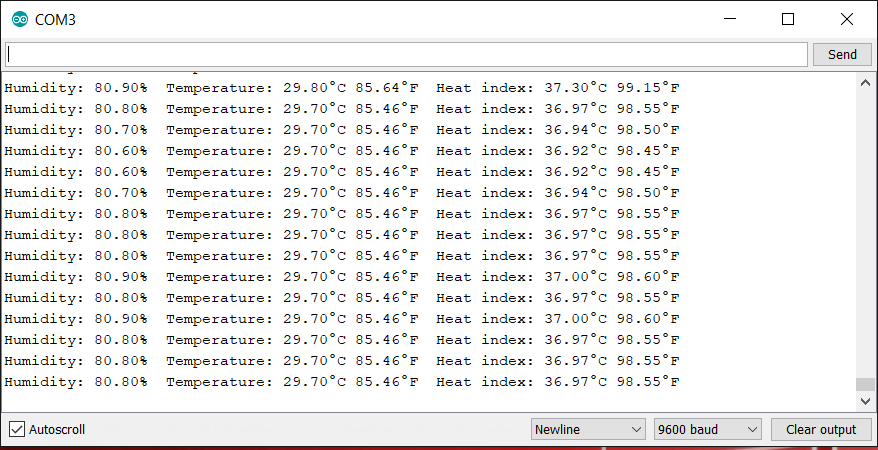 COM3
Send
Humidity: 80.90%  Temperature: 29.80°C 85.64°F  Heat index: 37.30°C 99.15°F
Humidity: 80.80%  Temperature: 29.70°C 85.46°F  Heat index: 36.97°C 98.55°F
Humidity: 80.70%  Temperature: 29.70°C 85.46°F  Heat index: 36.94°C 98.50°F
Humidity: 80.60%  Temperature: 29.70°C 85.46°F  Heat index: 36.92°C 98.45°F
Humidity: 80.60%  Temperature: 29.70°C 85.46°F  Heat index: 36.92°C 98.45°F
Humidity: 80.70%  Temperature: 29.70°C 85.46°F  Heat index: 36.94°C 98.50°F
Humidity: 80.80%  Temperature: 29.70°C 85.46°F  Heat index: 36.97°C 98.55°F
Humidity: 80.80%  Temperature: 29.70°C 85.46°F  Heat index: 36.97°C 98.55°F
Humidity: 80.80%  Temperature: 29.70°C 85.46°F  Heat index: 36.97°C 98.55°F
Humidity: 80.90%  Temperature: 29.70°C 85.46°F  Heat index: 37.00°C 98.60°F
Humidity: 80.80%  Temperature: 29.70°C 85.46°F  Heat index: 36.97°C 98.55°F
Humidity: 80.90%  Temperature: 29.70°C 85.46°F  Heat index: 37.00°C 98.60°F
Humidity: 80.80%  Temperature: 29.70°C 85.46°F  Heat index: 36.97°C 98.55°F
Humidity: 80.80%  Temperature: 29.70°C 85.46°F  Heat index: 36.97°C 98.55°F
Humidity: 80.80%  Temperature: 29.70°C 85.46°F  Heat index: 36.97°C 98.55°F
Autoscroll Newline 9600 baud Clear output